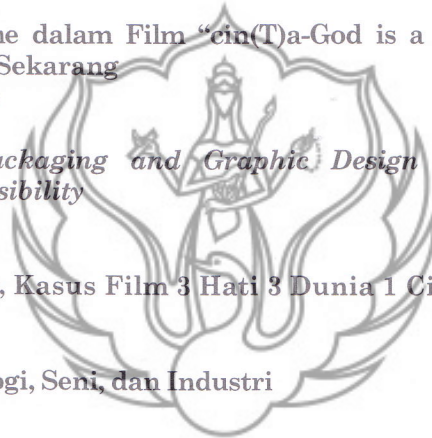 ne dalam Film “cin(T)a-God is a
Sekarang
ackaging and Graphic Design
sibility
, Kasus Film 3 Hati 3 Dunia 1 Ci
ogi, Seni, dan Industri